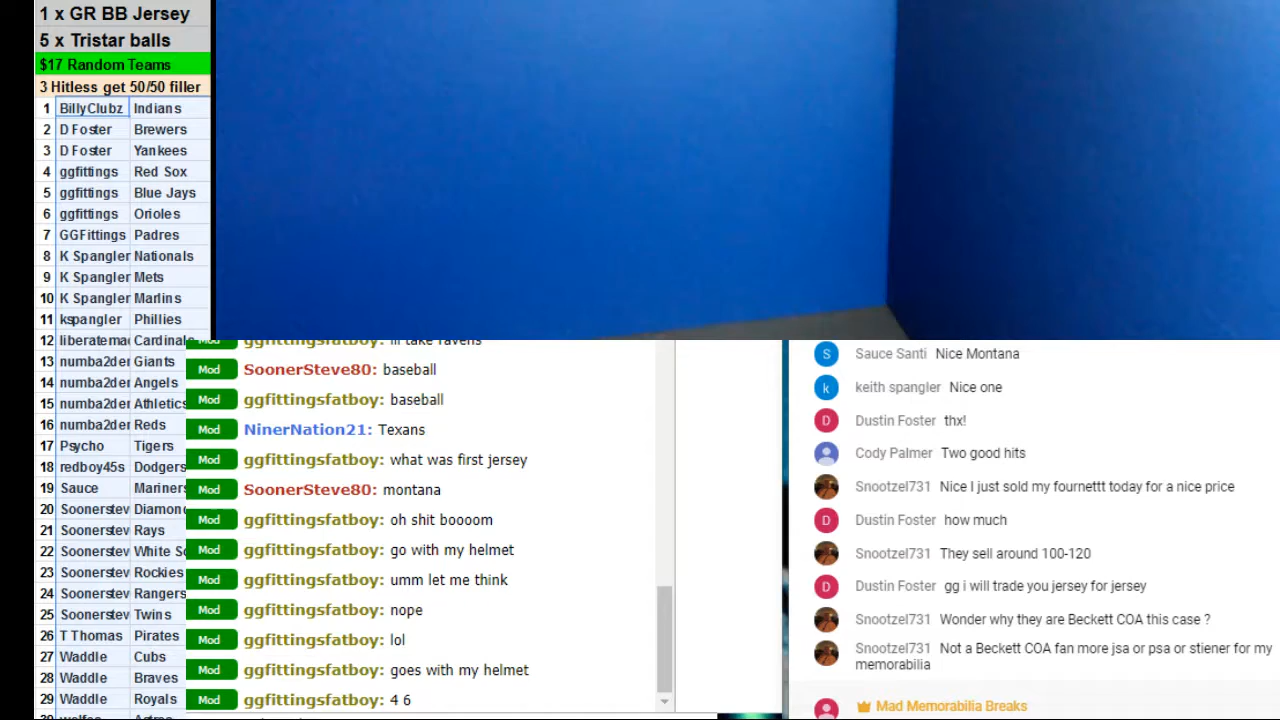 1 x GR BB Jersey
5 x Tristar balls
$17 Random Teams
3 Hitless get 50/50 filler
1 BillyClubz Indians
2 D Foster Brewers
3 D Foster Yankees
4 ggfittings Red Sox
5 ggfittings Blue Jays
6 ggfittings Orioles
7 GGFittings Padres
8 K Spangler Nationals
9 K Spangler Mets
10 K Spangler Marlins
11 kspangler Phillies
12 liberatema Cardinals
13 numba2der Giants
14 numba2der Angels
15 numba2der Athletics
16 numba2der Reds
17 Psycho Tigers
18 redboy45s Dodgers
19 Sauce Mariners
20 Soonerstev Diamon
21 Soonerstev Rays
22 Soonerstev White So
23 Soonerstev Rockies
24 Soonerstev Rangers
25 Soonerstev Twins
26 T Thomas Pirates
27 Waddle Cubs
28 Waddle Braves
29 Waddle Royals
Mod ggfittingsfatboy: ill take ravens
Mod SoonerSteve80: baseball
Mod ggfittingsfatboy: baseball
Mod NinerNation21: Texans
Mod ggfittingsfatboy: what was first jersey
Mod SoonerSteve80: montana
Mod ggfittingsfatboy: oh shit boooom
Mod ggfittingsfatboy: go with my helmet
Mod ggfittingsfatboy: umm let me think
Mod ggfittingsfatboy: nope
Mod ggfittingsfatboy: lol
Mod ggfittingsfatboy: goes with my helmet
Mod ggfittingsfatboy: 4 6
S Sauce Santi Nice Montana
k keith spangler Nice one
D Dustin Foster thx!
Cody Palmer Two good hits
Snootzel731 Nice I just sold my fournettt today for a nice price
D Dustin Foster how much
Snootzel731 They sell around 100-120
D Dustin Foster gg i will trade you jersey for jersey
Snootzel731 Wonder why they are Beckett COA this case ?
Snootzel731 Not a Beckett COA fan more jsa or psa or stiener for my
memorabilia
Mad Memorabilia Breaks